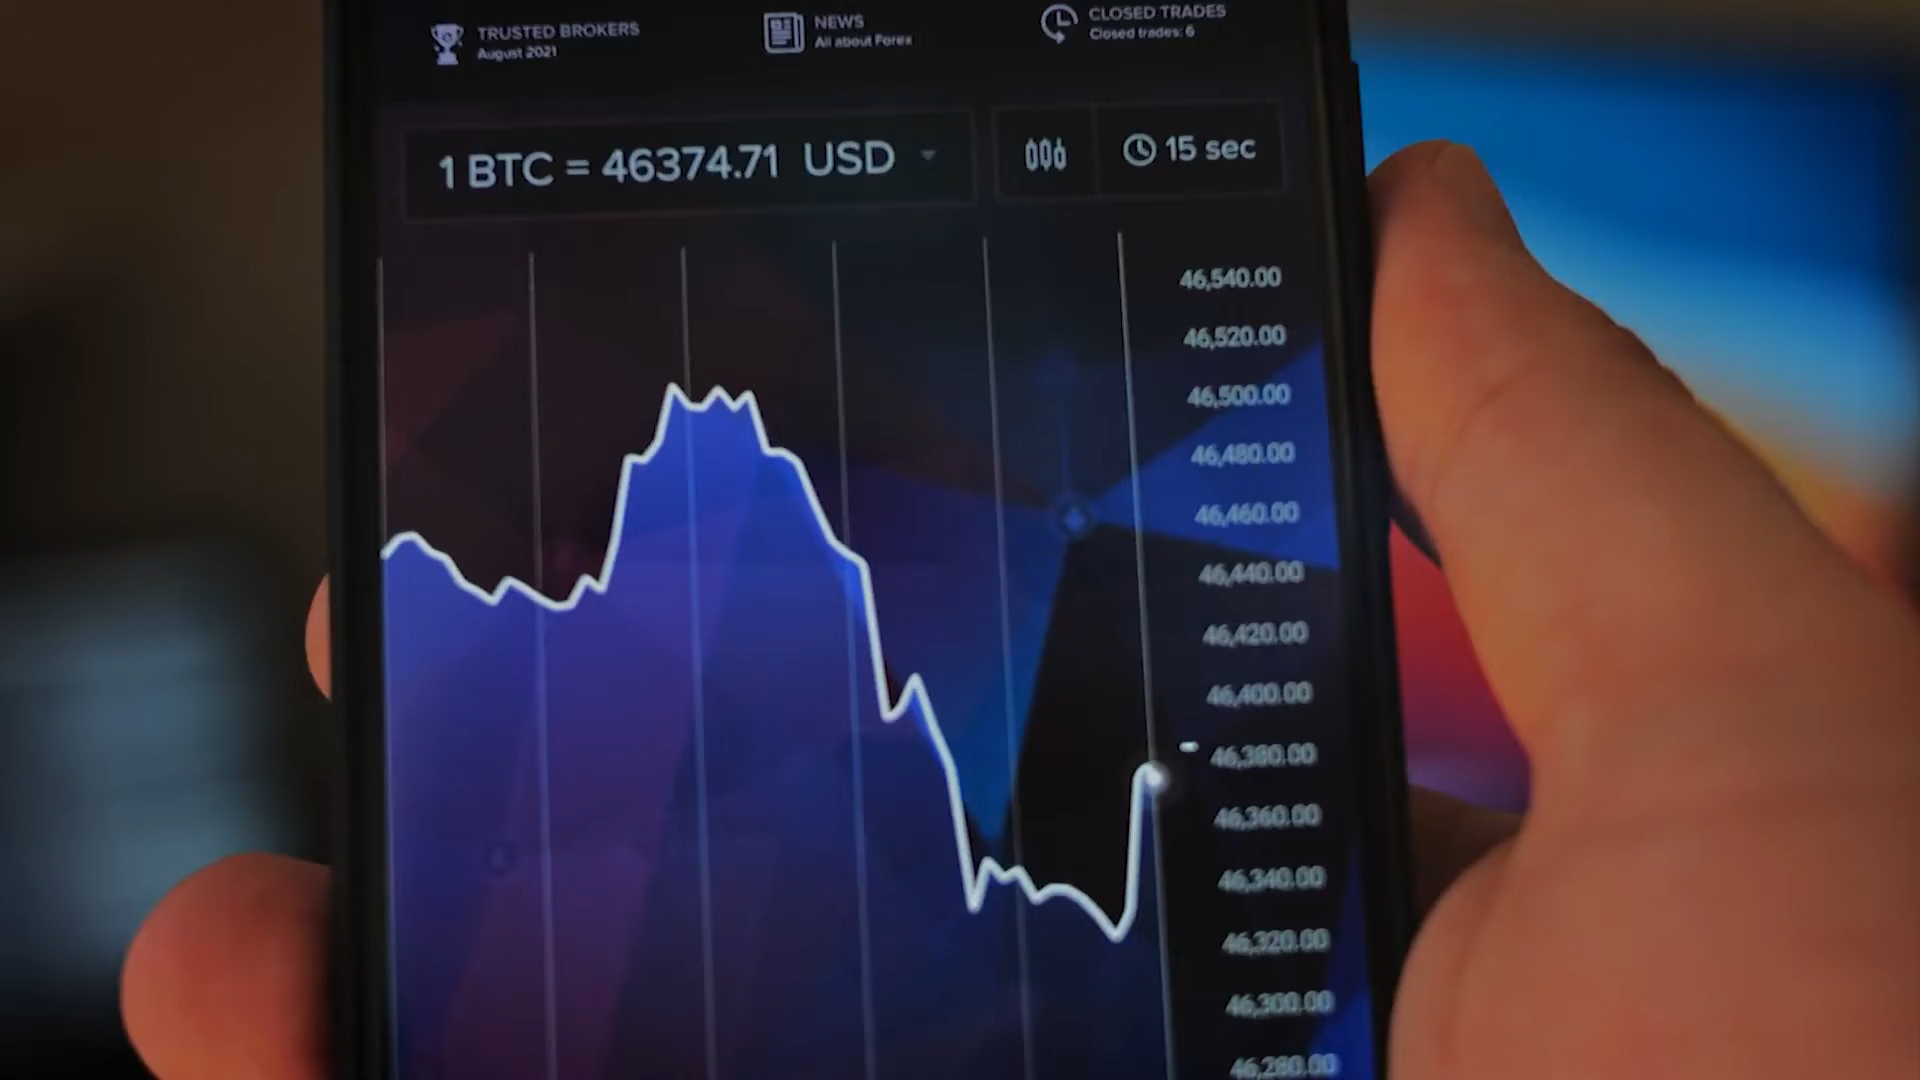 TRUSTED BROKERS
August 2021
NEWS
All about Forex
CLOSED TRADES
Closed trades: 6
1 BTC = 46374.71 USD
15 sec
46,540.00
46,520.00
46,500.00
46,480.00
46,460.00
46,440.00
46,420.00
46,400.00
46,380.00
46,360.00
46,340.00
46,320.00
46,300.00
46,280.00